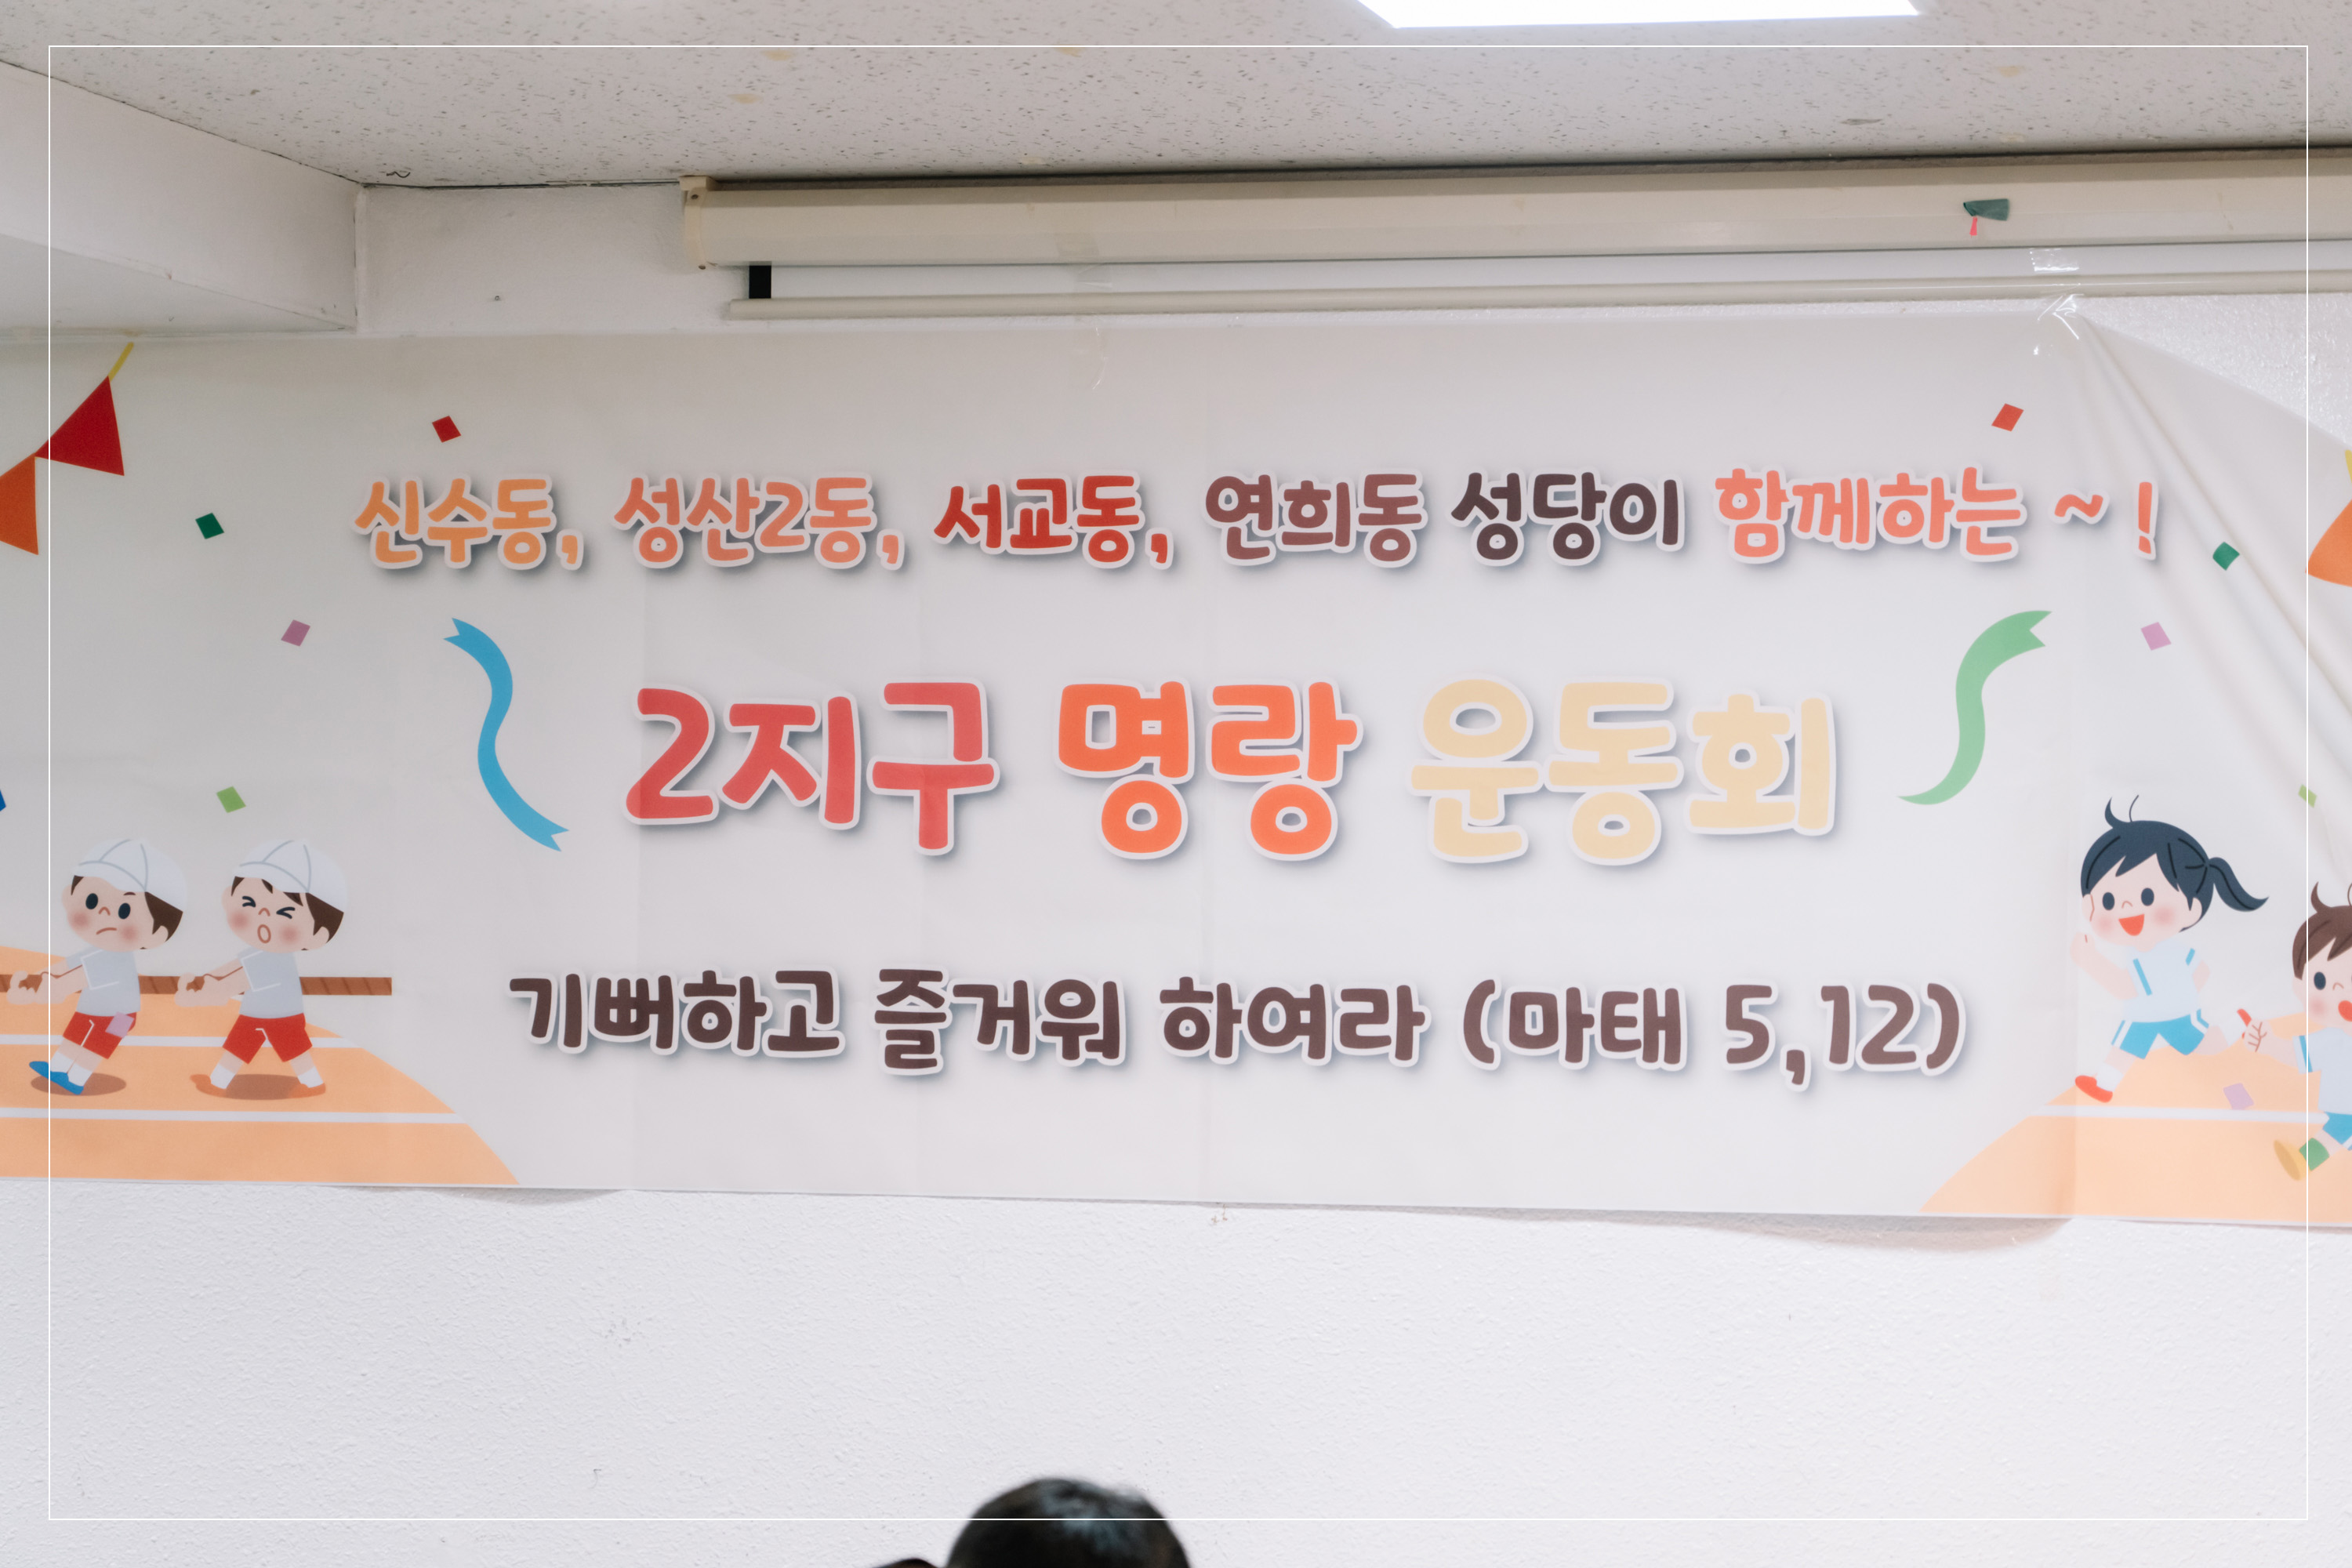 신수동, 성산2동, 서교동, 연희동 성당이 함께하는 ~ !
2지구 명랑 운동회
기뻐하고 즐거워 하여라 (마태 5,12)